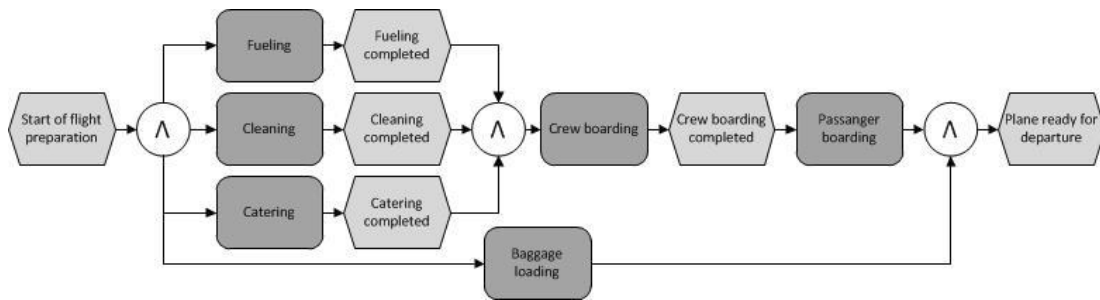 Fueling
Fueling
completed
Start of flight
preparation
Λ
Cleaning
Cleaning
completed
Λ
Crew boarding
Crew boarding
completed
Passanger
boarding
Λ
Plane ready for
departure
Catering
Catering
completed
Baggage
loading